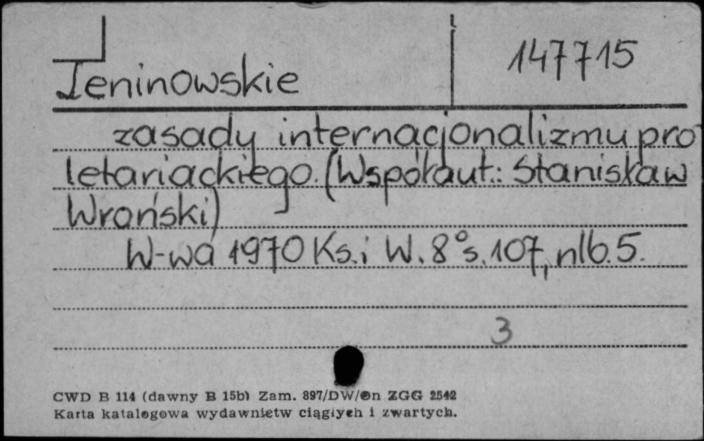 147715
Leninowskie
zasady internacjonalizmu pro-
letariackiego. (Współaut.: Stanisław
Wroński)
W-wa 1970 Ks. i W. 8° s. 107, nlb. 5.
3
CWD B 114 (dawny B 15b) Zam. 897/DW/On ZGG 2542
Karta katalogowa wydawnictw ciągłych i zwartych.